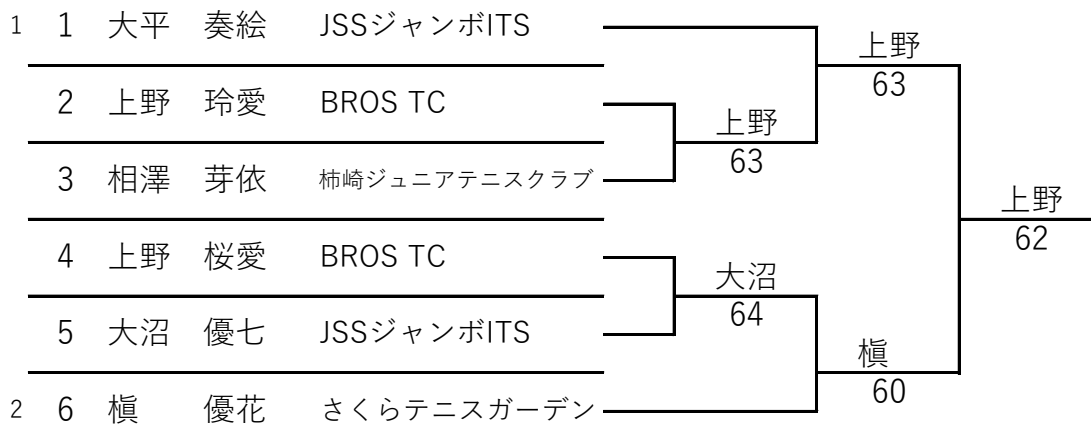 1 1 大平 奏絵 JSSジャンボITS
上野
63
2 上野 玲愛 BROS TC
上野
63
3 相澤 芽依 柿崎ジュニアテニスクラブ
上野
62
4 上野 桜愛 BROS TC
大沼
64
5 大沼 優七 JSSジャンボITS
槇
60
2 6 槇 優花 さくらテニスガーデン